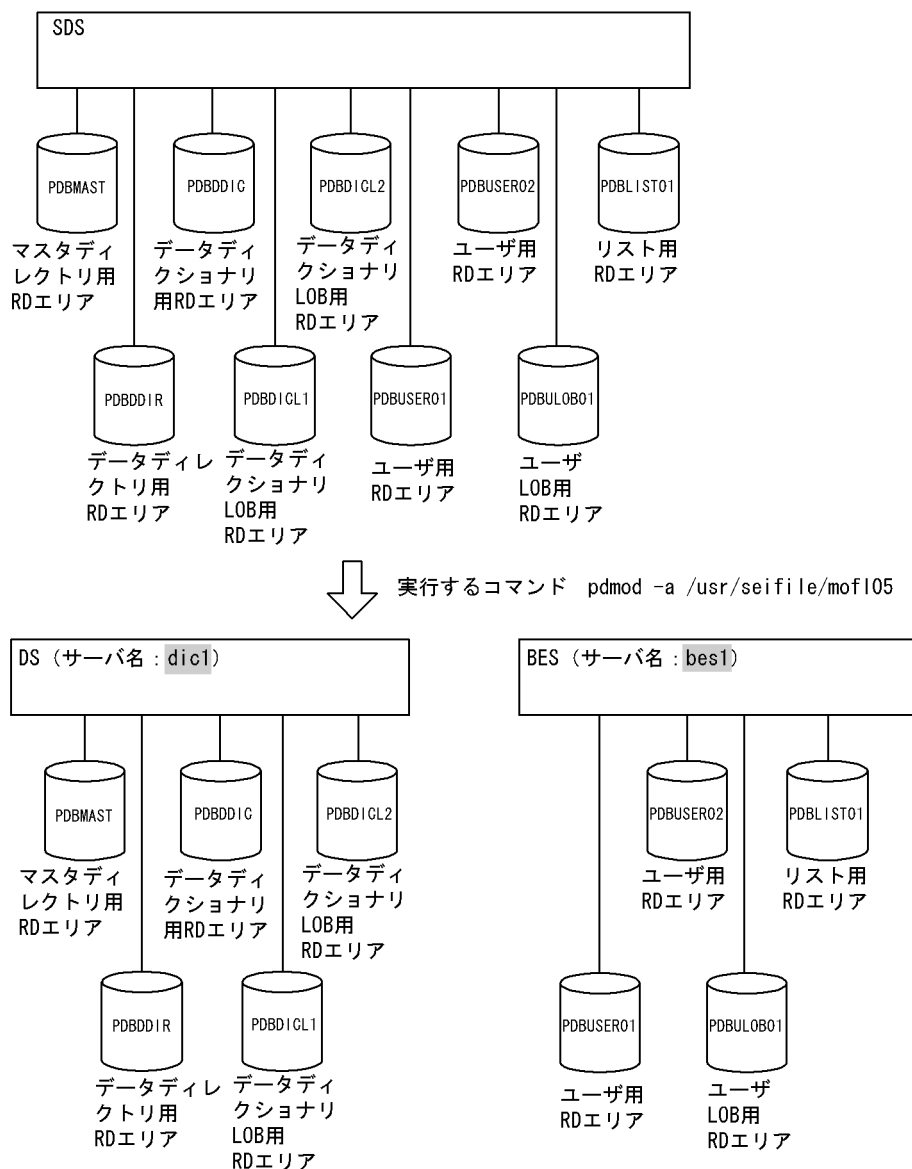 SDS
PDBMAST
PDBDDIC
PDBDICL2
PDBUSER02
PDBLIST01
マスタディ
レクトリ用
RDエリア
データディ
クショナリ
用RDエリア
データディ
クショナリ
LOB用
RDエリア
ユーザ用
RDエリア
リスト用
RDエリア
PDBDDIR
PDBDICL1
PDBUSER01
PDBULOB01
データディレ
クトリ用
RDエリア
データディ
クショナリ
LOB用
RDエリア
ユーザ用
RDエリア
ユーザ
LOB用
RDエリア
実行するコマンド pdmod -a /usr/seifile/mofl05
DS（サーバ名：dic1）
BES（サーバ名：bes1）
PDBMAST
PDBDDIC
PDBDICL2
PDBUSER02
PDBLIST01
マスタディ
レクトリ用
RDエリア
データディ
クショナリ
用RDエリア
データディ
クショナリ
LOB用
RDエリア
ユーザ用
RDエリア
リスト用
RDエリア
PDBDDIR
PDBDICL1
PDBUSER01
PDBULOB01
データディレ
クトリ用
RDエリア
データディ
クショナリ
LOB用
RDエリア
ユーザ用
RDエリア
ユーザ
LOB用
RDエリア